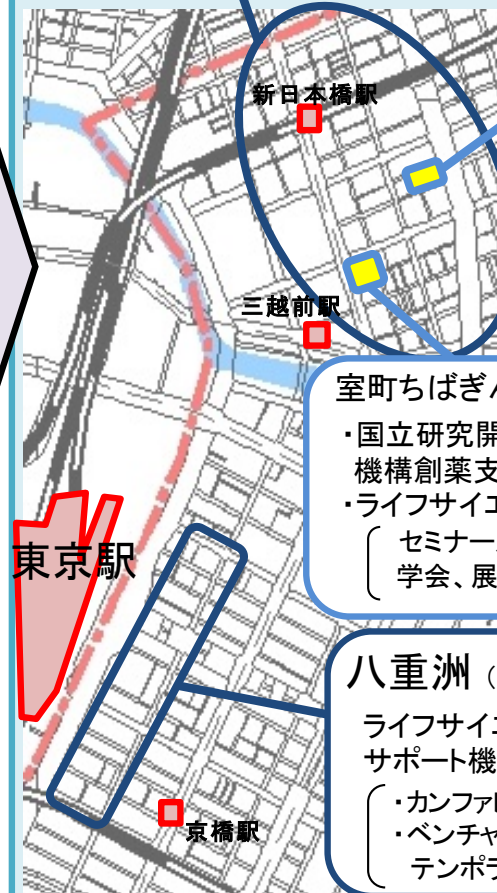 新日本橋駅
三越前駅
室町ちばぎん
・国立研究開
機構創薬支
・ライフサイエ
セミナー
学会、展
東京駅
八重洲（
ライフサイエ
サポート機
・カンファ
・ベンチャ
テンポラ
京橋駅